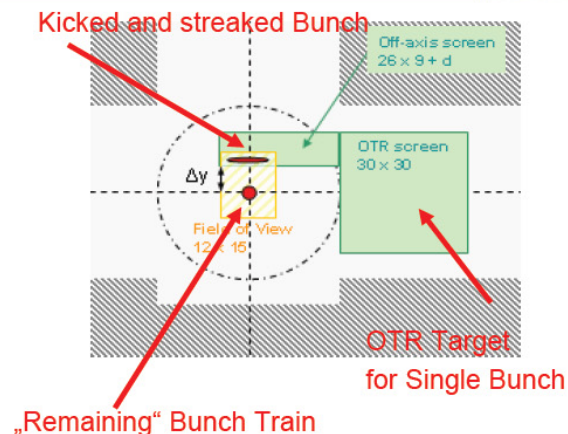 Kicked and streaked Bunch
Off-axis screen
26 x 9 + d
OTR screen
30 x 30
Δy
Field of View
12 x 16
OTR Target
for Single Bunch
„Remaining“ Bunch Train